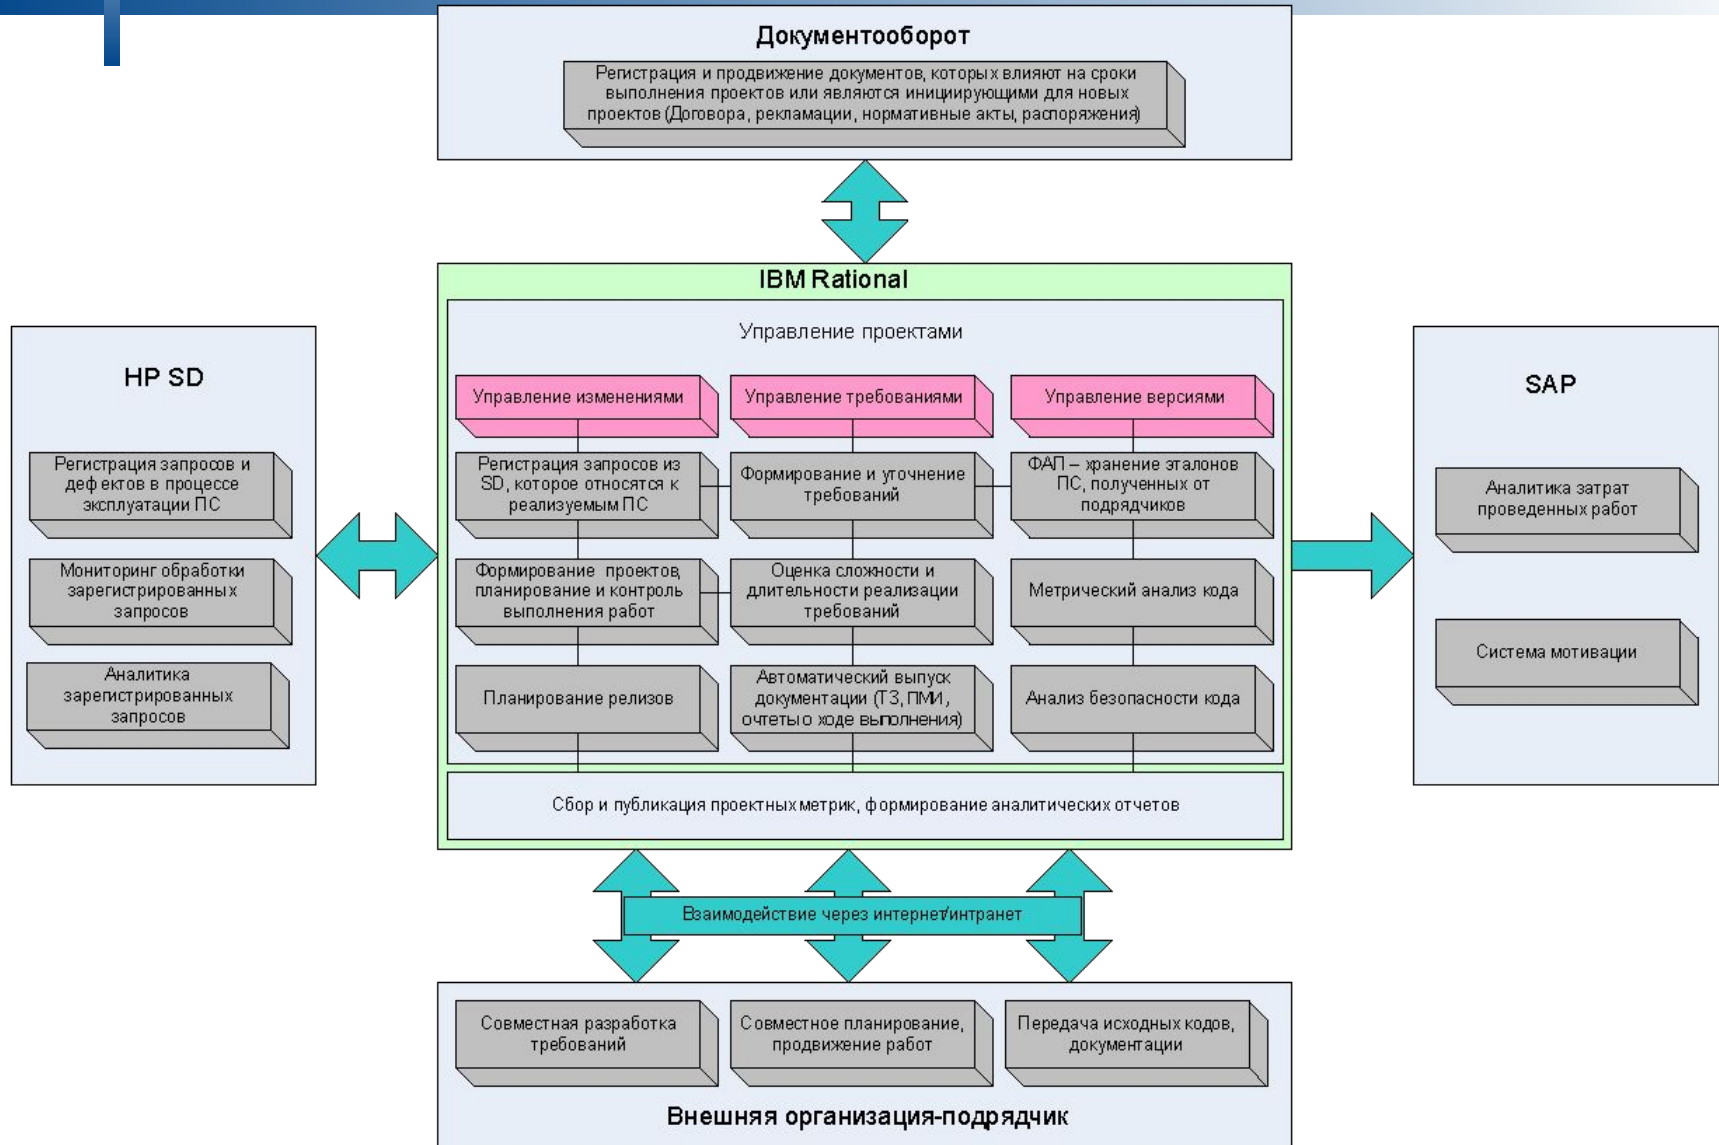 Документооборот
Регистрация и продвижение документов, которых влияют на сроки
выполнения проектов или являются инициирующими для новых
проектов (Договора, рекламации, нормативные акты, распоряжения)
IBM Rational
Управление проектами
HP SD
Регистрация запросов и
дефектов в процессе
эксплуатации ПС
Мониторинг обработки
зарегистрированных
запросов
Аналитика
зарегистрированных
запросов
Управление изменениями
Регистрация запросов из
SD, которое относятся к
реализуемым ПС
Формирование проектов,
планирование и контроль
выполнения работ
Планирование релизов
Управление требованиями
Формирование и уточнение
требований
Оценка сложности и
длительности реализации
требований
Автоматический выпуск
документации (ТЗ, ПМИ,
очтеты о ходе выполнения)
Управление версиями
ФАП – хранение эталонов
ПС, полученных от
подрядчиков
Метрический анализ кода
Анализ безопасности кода
SAP
Аналитика затрат
проведенных работ
Система мотивации
Сбор и публикация проектных метрик, формирование аналитических отчетов
Взаимодействие через интернет/интранет
Совместная разработка
требований
Совместное планирование,
продвижение работ
Передача исходных кодов,
документации
Внешняя организация-подрядчик